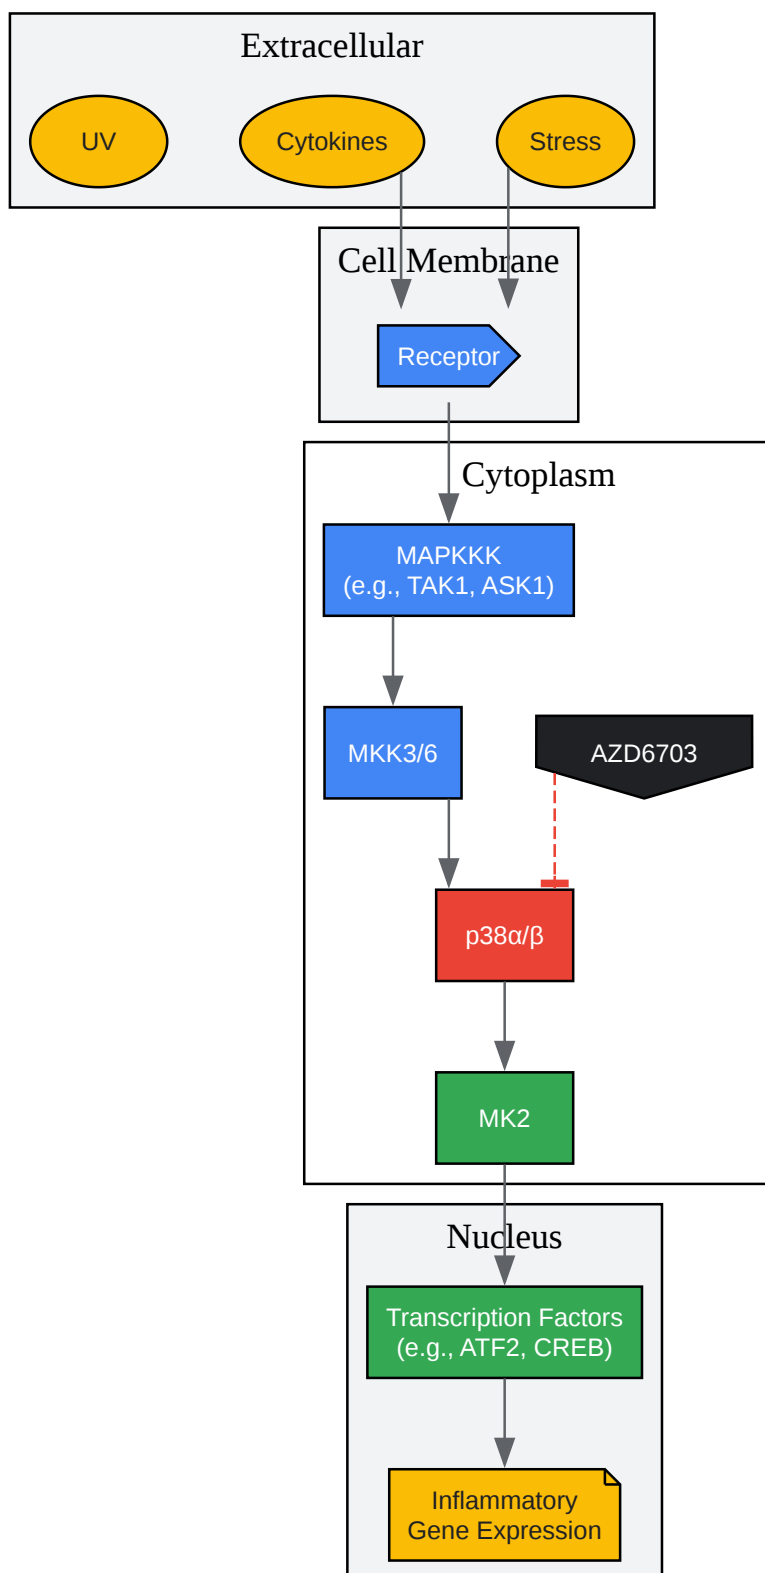 Extracellular
UV
Cytokines
Stress
Cell Membrane
Receptor
Cytoplasm
MAPKKK
(e.g., TAK1, ASK1)
MKK3/6
AZD6703
p38α/β
MK2
Nucleus
Transcription Factors
(e.g., ATF2, CREB)
Inflammatory
Gene Expression